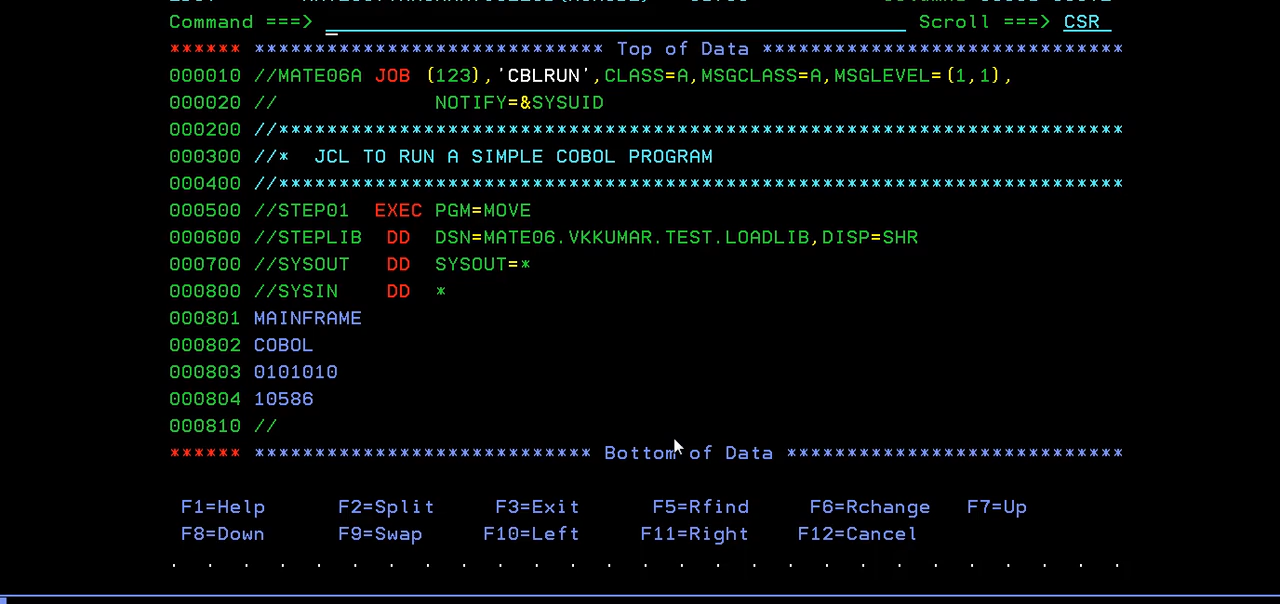 Command ===> Scroll ===> CSR
****** ***************************** Top of Data ******************************
000010 //MATE06A JOB (123),'CBLRUN',CLASS=A,MSGCLASS=A,MSGLEVEL=(1,1),
000020 //             NOTIFY=&SYSUID
000200 //**********************************************************************
000300 //*  JCL TO RUN A SIMPLE COBOL PROGRAM
000400 //**********************************************************************
000500 //STEP01  EXEC PGM=MOVE
000600 //STEPLIB  DD  DSN=MATE06.VKKUMAR.TEST.LOADLIB,DISP=SHR
000700 //SYSOUT   DD  SYSOUT=*
000800 //SYSIN    DD  *
000801 MAINFRAME
000802 COBOL
000803 0101010
000804 10586
000810 //
****** **************************** Bottom of Data ****************************
F1=Help F2=Split F3=Exit F5=Rfind F6=Rchange F7=Up
F8=Down F9=Swap F10=Left F11=Right F12=Cancel